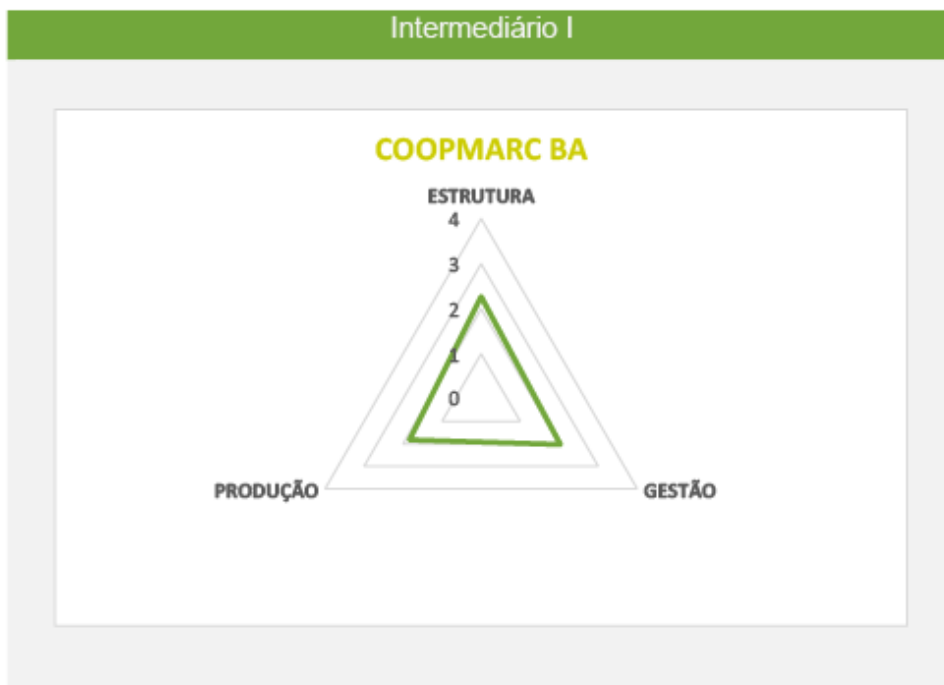 Intermediário I
COOPMARC BA
ESTRUTURA
4
3
2
1
0
PRODUÇÃO
GESTÃO